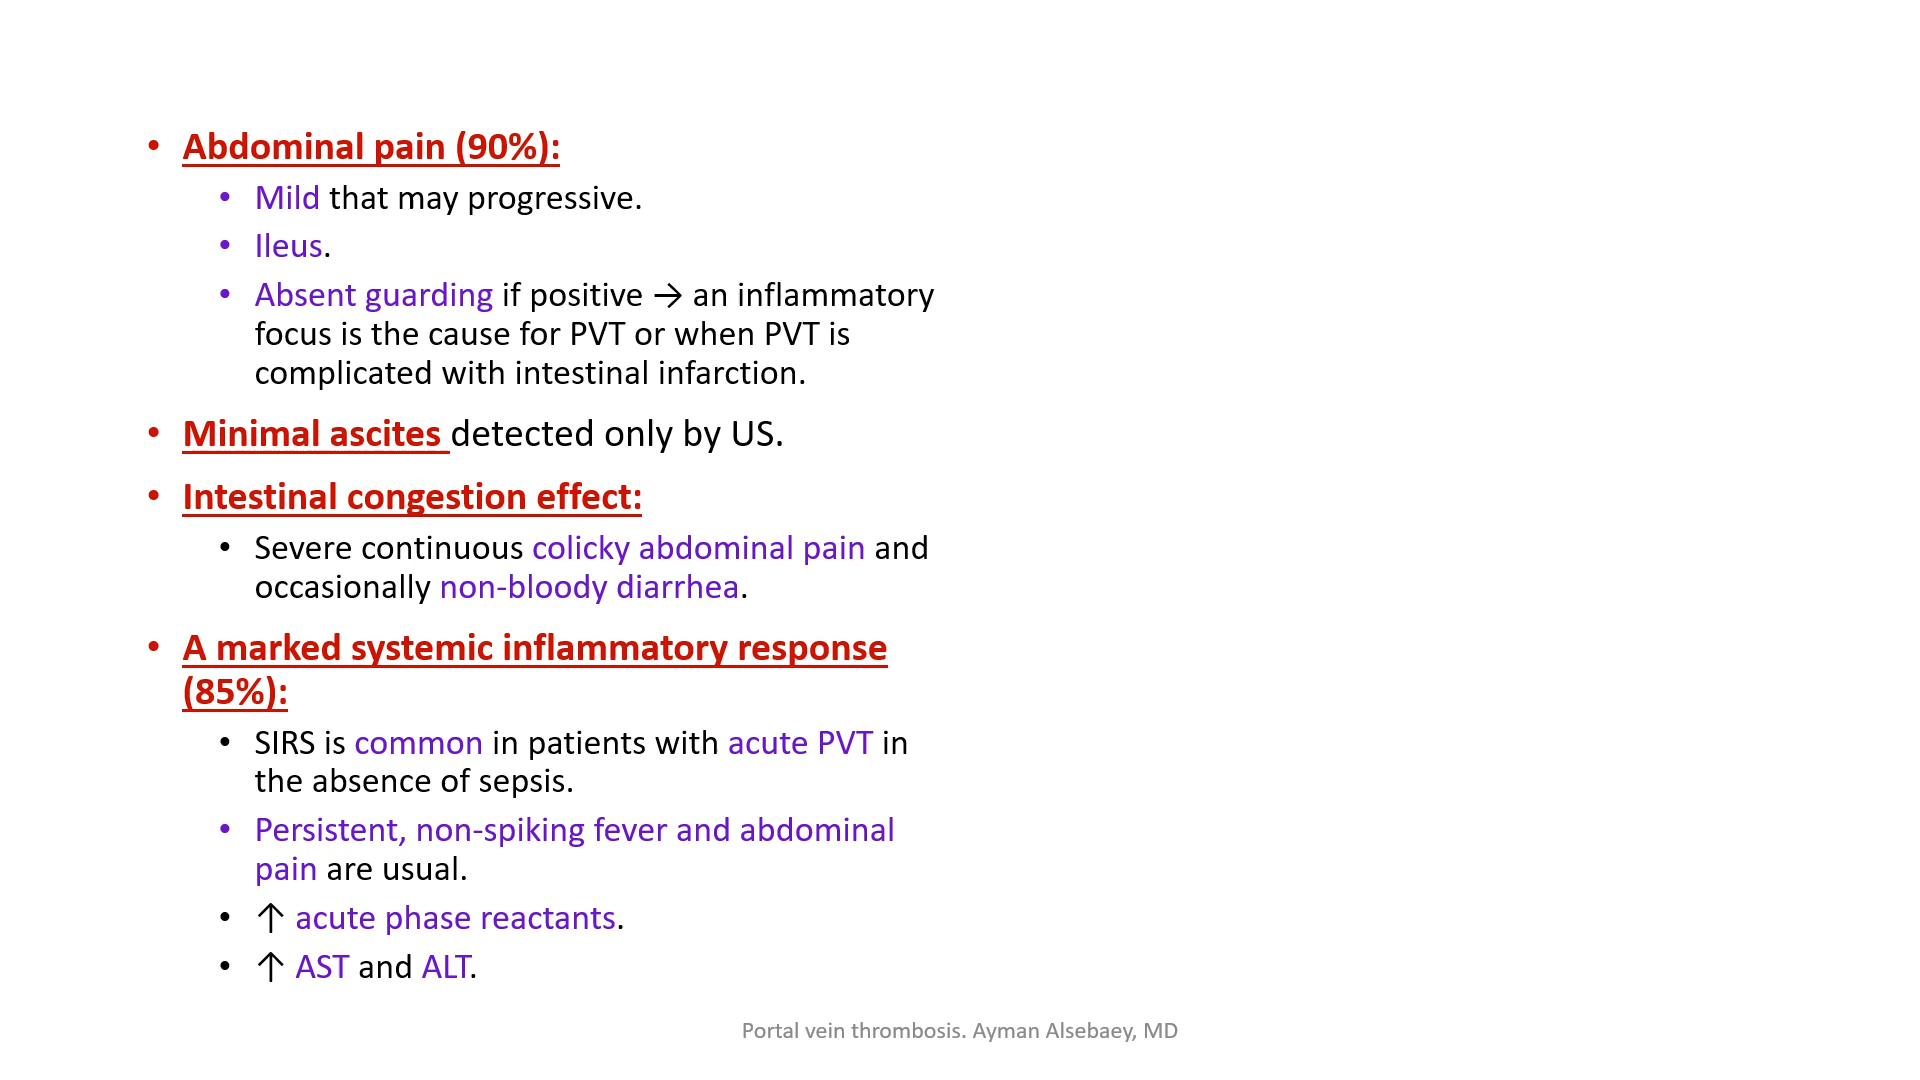 • Abdominal pain (90%):
• Mild that may progressive.
• Ileus.
• Absent guarding if positive → an inflammatory
focus is the cause for PVT or when PVT is
complicated with intestinal infarction.
• Minimal ascites detected only by US.
• Intestinal congestion effect:
• Severe continuous colicky abdominal pain and
occasionally non-bloody diarrhea.
• A marked systemic inflammatory response
(85%):
• SIRS is common in patients with acute PVT in
the absence of sepsis.
• Persistent, non-spiking fever and abdominal
pain are usual.
• ↑ acute phase reactants.
• ↑ AST and ALT.
Portal vein thrombosis. Ayman Alsebaey, MD